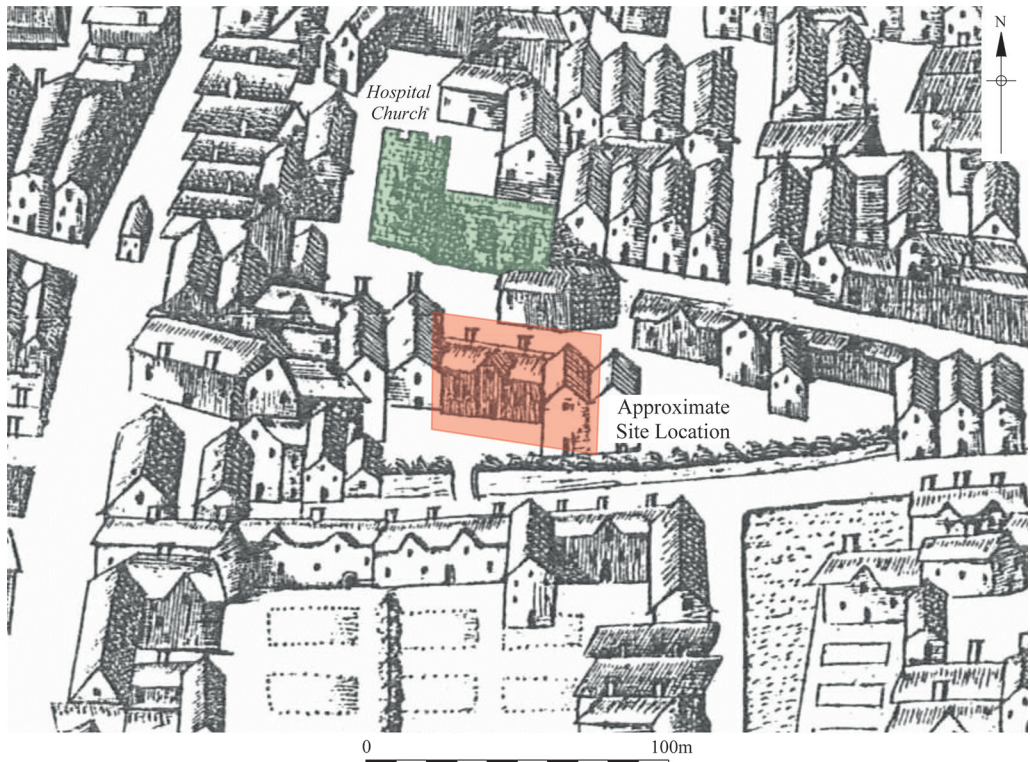 N
Hospital
Church
Approximate
Site Location
0
100m